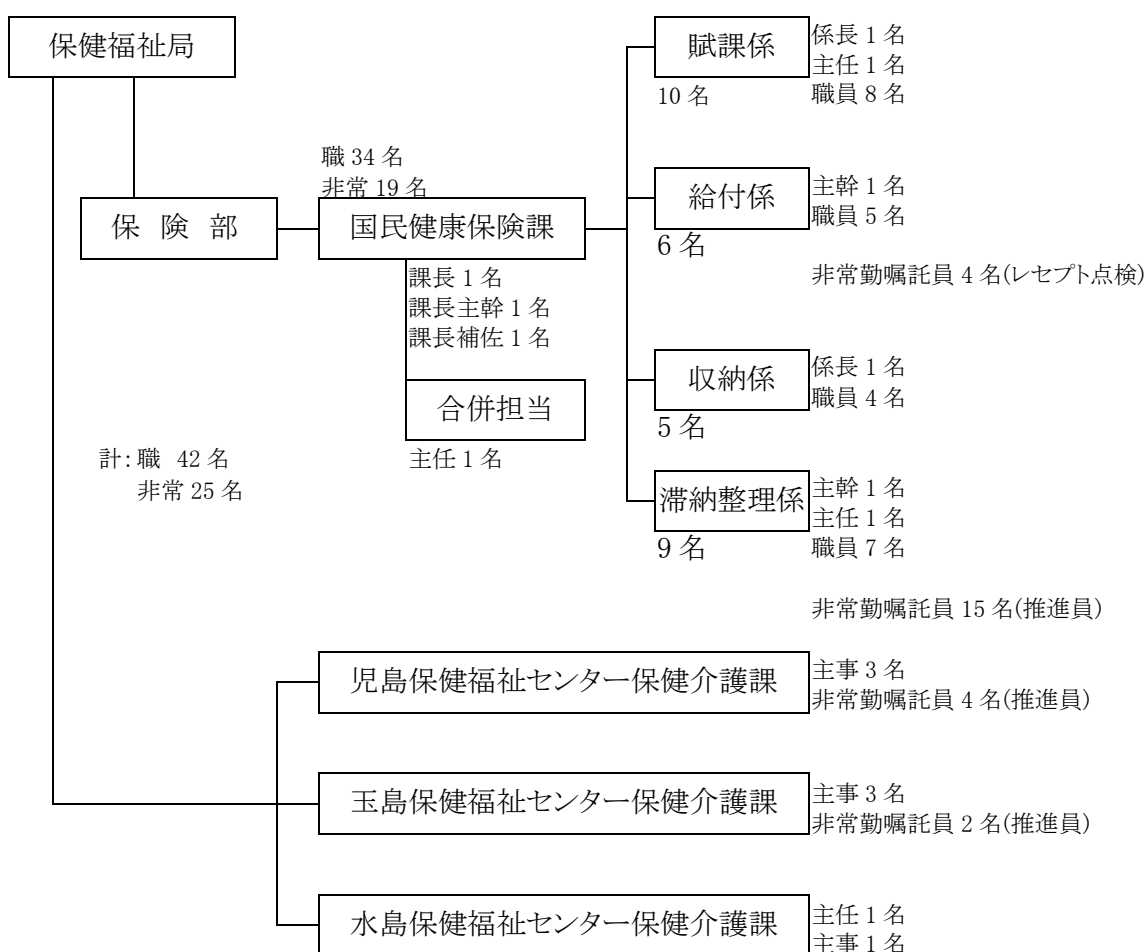 保健福祉局
保 険 部
職 34 名
非常 19 名
国民健康保険課
課長 1 名
課長主幹 1 名
課長補佐 1 名
合併担当
主任 1 名
計: 職 42 名
非常 25 名
賦課係
10 名
係長 1 名
主任 1 名
職員 8 名
給付係
6 名
主幹 1 名
職員 5 名
非常勤嘱託員 4 名(レセプト点検)
収納係
5 名
係長 1 名
職員 4 名
滞納整理係
9 名
主幹 1 名
主任 1 名
職員 7 名
非常勤嘱託員 15 名(推進員)
児島保健福祉センター保健介護課
主事 3 名
非常勤嘱託員 4 名(推進員)
玉島保健福祉センター保健介護課
主事 3 名
非常勤嘱託員 2 名(推進員)
水島保健福祉センター保健介護課
主任 1 名
主事 1 名